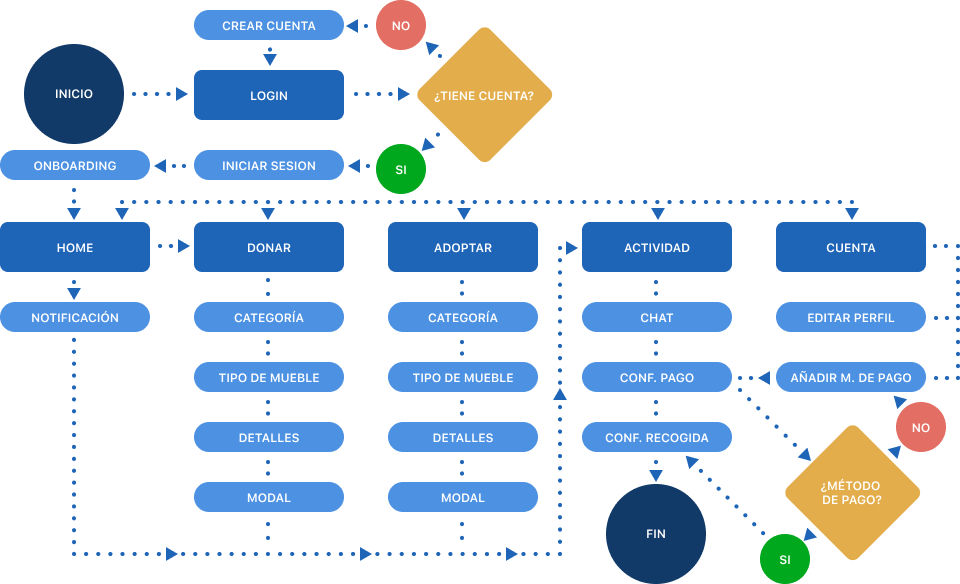 CREAR CUENTA
NO
INICIO
LOGIN
¿TIENE CUENTA?
ONBOARDING
INICIAR SESION
SI
HOME
DONAR
ADOPTAR
ACTIVIDAD
CUENTA
NOTIFICACIÓN
CATEGORÍA
CATEGORÍA
CHAT
EDITAR PERFIL
TIPO DE MUEBLE
TIPO DE MUEBLE
CONF. PAGO
AÑADIR M. DE PAGO
DETALLES
DETALLES
CONF. RECOGIDA
NO
MODAL
MODAL
¿MÉTODO
DE PAGO?
FIN
SI